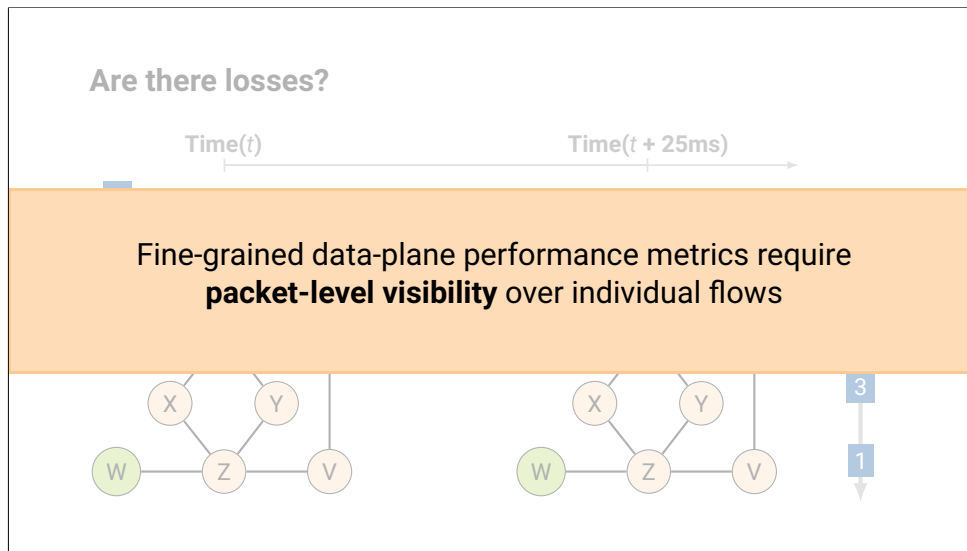 Are there losses?
Time(t) Time(t + 25ms)
Fine-grained data-plane performance metrics require
packet-level visibility over individual flows
X Y X Y 3
W Z V W Z V 1